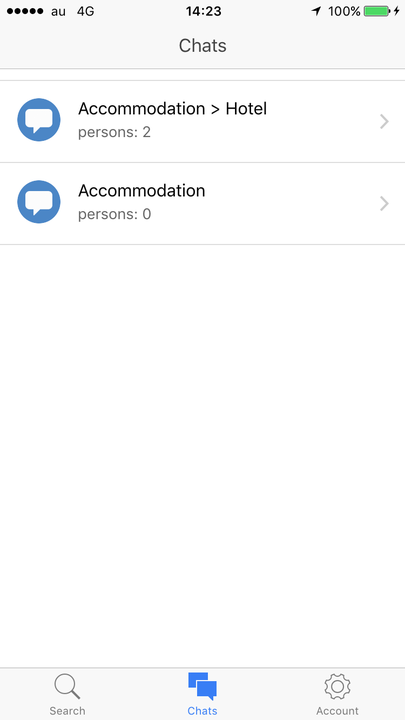 au 4G 14:23 100%
Chats
Accommodation > Hotel
persons: 2
Accommodation
persons: 0
Search Chats Account